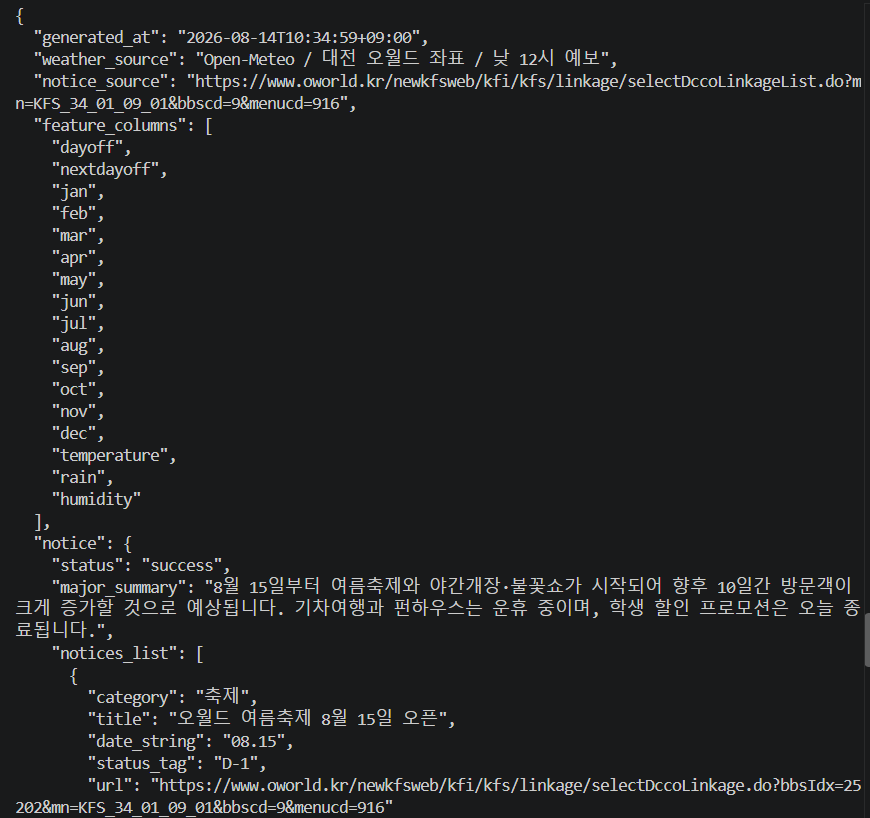 {
"generated_at": "2026-08-14T10:34:59+09:00",
"weather_source": "Open-Meteo / 대전 오월드 좌표 / 낮 12시 예보",
"notice_source": "https://www.oworld.kr/newkfsweb/kfi/kfs/linkage/selectDccoLinkageList.do?m
n=KFS_34_01_09_01&bbscd=9&menucd=916",
"feature_columns": [
"dayoff",
"nextdayoff",
"jan",
"feb",
"mar",
"apr",
"may",
"jun",
"jul",
"aug",
"sep",
"oct",
"nov",
"dec",
"temperature",
"rain",
"humidity"
],
"notice": {
"status": "success",
"major_summary": "8월 15일부터 여름축제와 야간개장·불꽃쇼가 시작되어 향후 10일간 방문객이
크게 증가할 것으로 예상됩니다. 기차여행과 펀하우스는 운휴 중이며, 학생 할인 프로모션은 오늘 종
료됩니다.",
"notices_list": [
{
"category": "축제",
"title": "오월드 여름축제 8월 15일 오픈",
"date_string": "08.15",
"status_tag": "D-1",
"url": "https://www.oworld.kr/newkfsweb/kfi/kfs/linkage/selectDccoLinkage.do?bbsIdx=25
202&mn=KFS_34_01_09_01&bbscd=9&menucd=916"